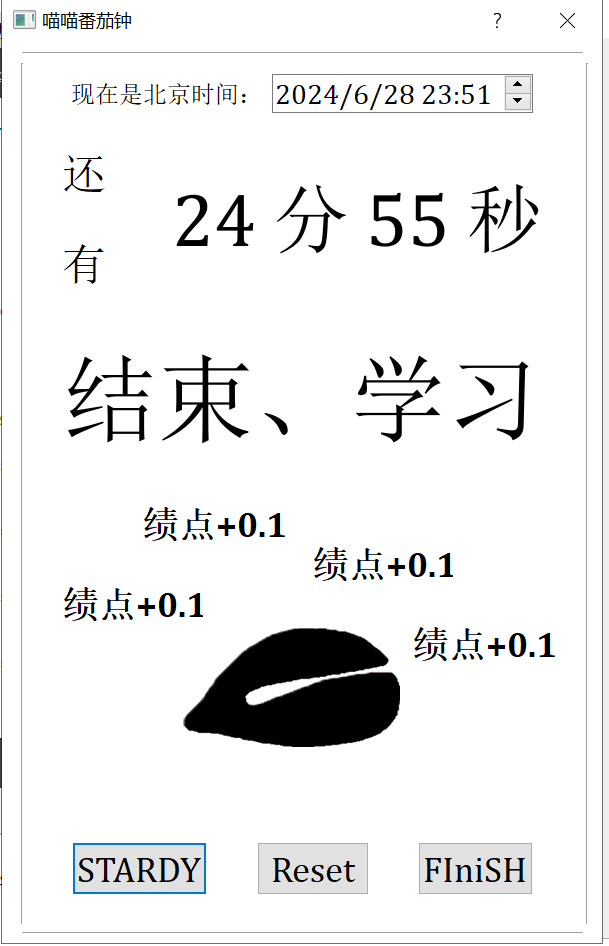 喵喵番茄钟
?
现在是北京时间：
2024/6/28 23:51
还
有
24 分 55 秒
结束、学习
绩点+0.1
绩点+0.1
绩点+0.1
绩点+0.1
STARDY
Reset
FIniSH